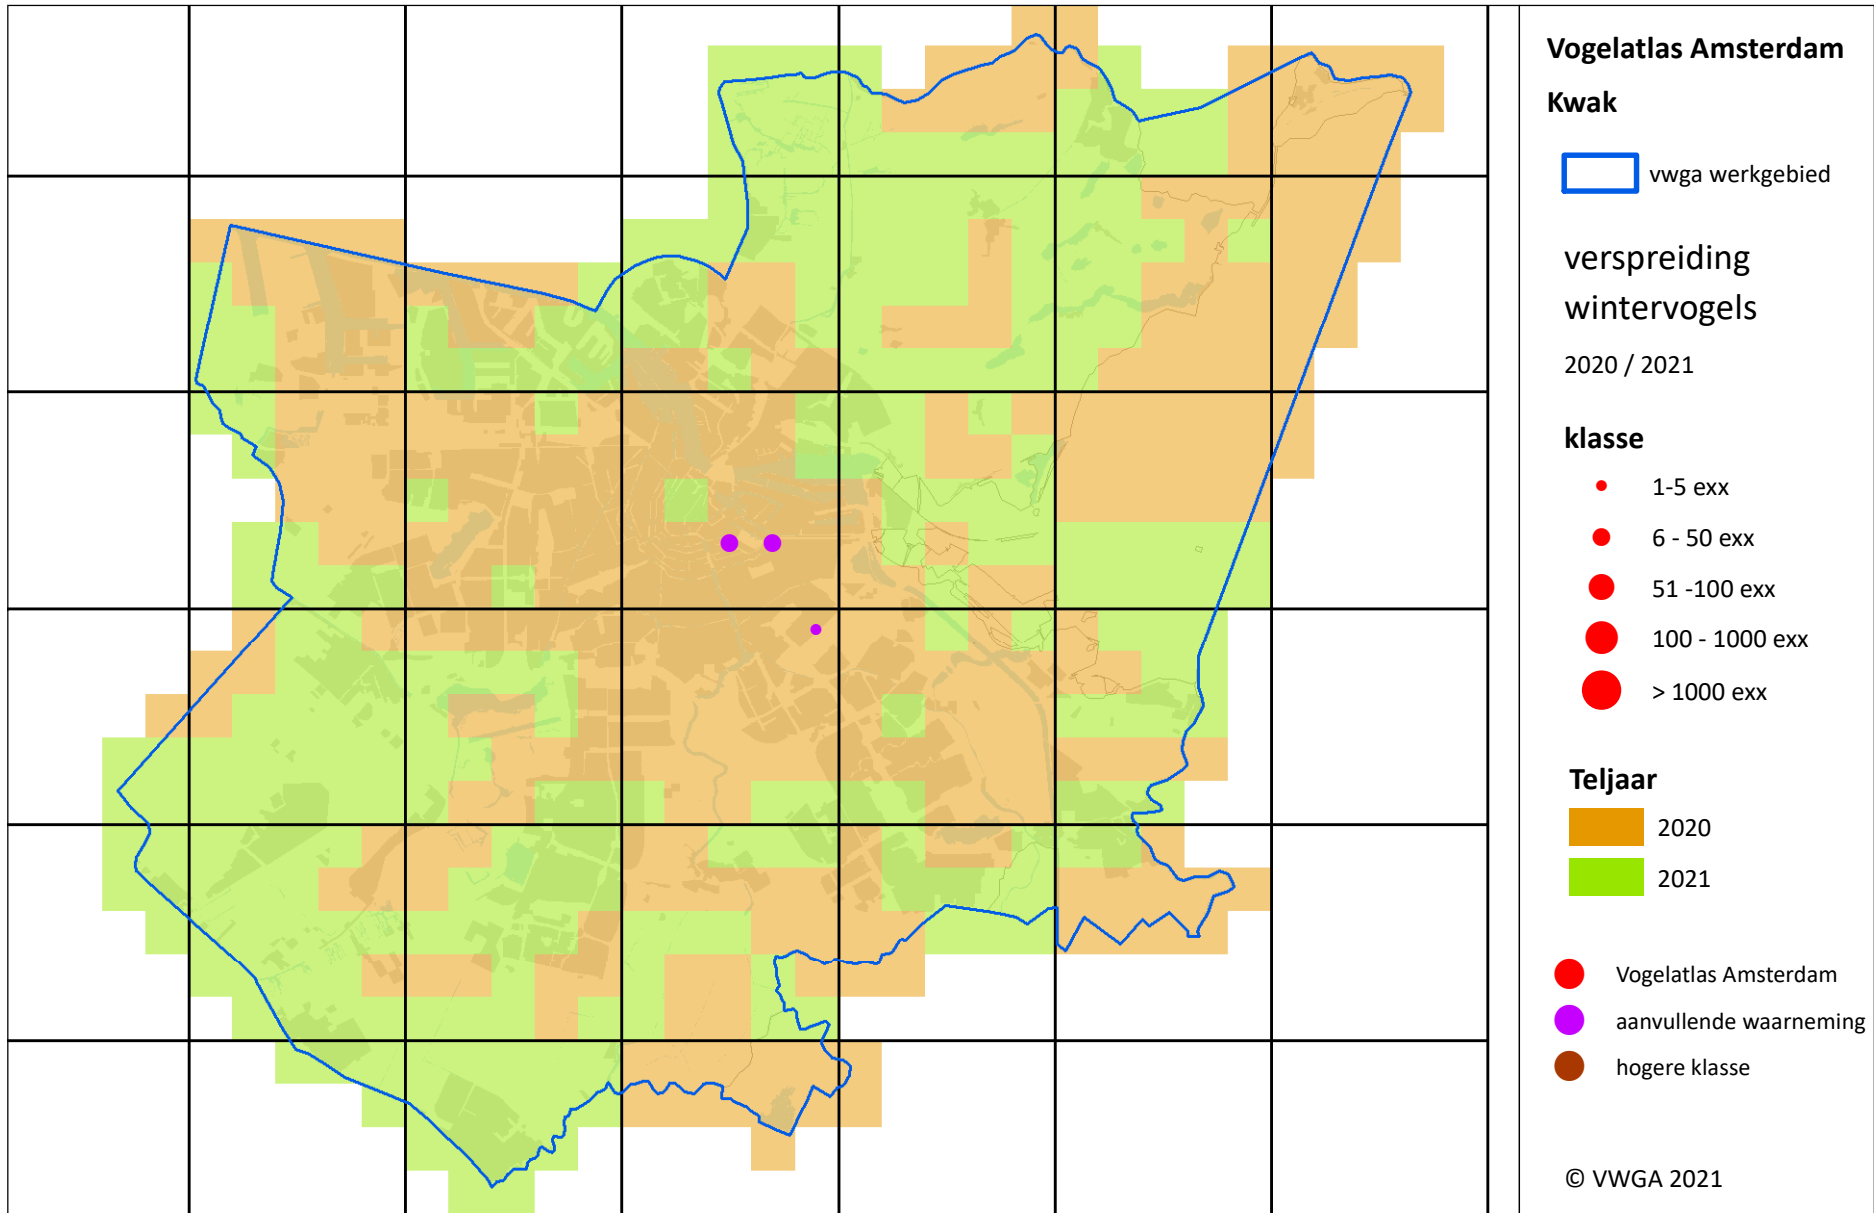 Vogelatlas Amsterdam
Kwak
vwga werkgebied
verspreiding
wintervogels
2020 / 2021
klasse
1-5 exx
6 - 50 exx
51 -100 exx
100 - 1000 exx
> 1000 exx
Teljaar
2020
2021
Vogelatlas Amsterdam
aanvullende waarneming
hogere klasse
© VWGA 2021